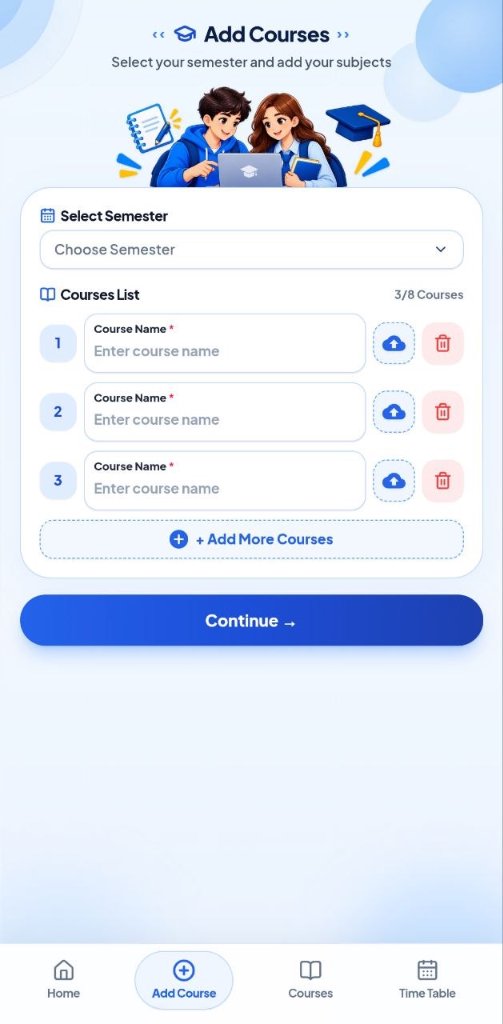 ‹‹ Add Courses ››
Select your semester and add your subjects
Select Semester
Choose Semester
Courses List 3/8 Courses
1 Course Name *
Enter course name
2 Course Name *
Enter course name
3 Course Name *
Enter course name
+ Add More Courses
Continue →
Home Add Course Courses Time Table